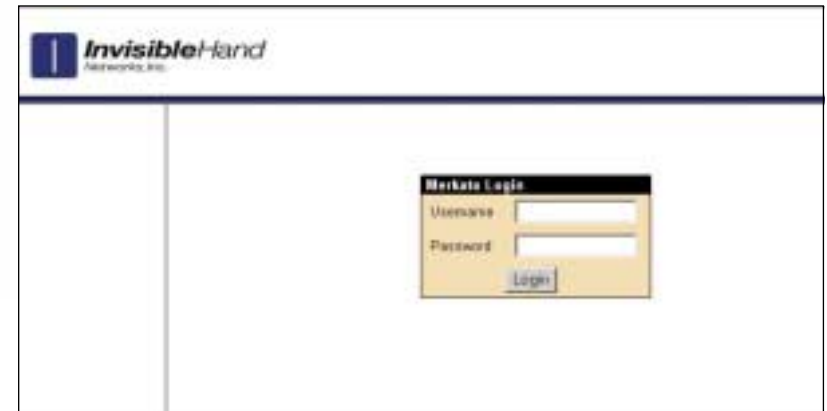 InvisibleHand
Networks, Inc.
Merkato Login
Username
Password
Login